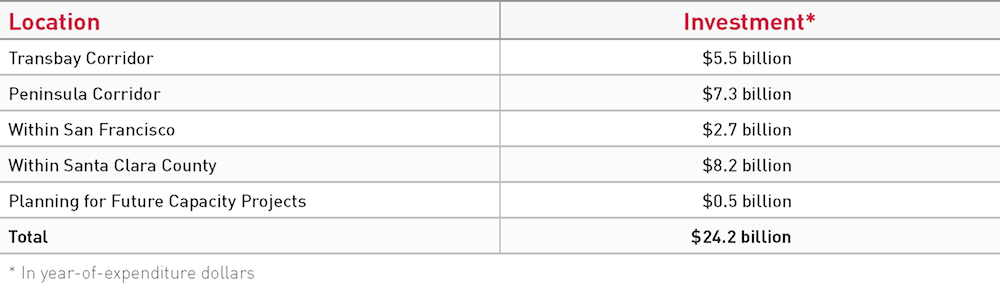 Location Investment*
Transbay Corridor $5.5 billion
Peninsula Corridor $7.3 billion
Within San Francisco $2.7 billion
Within Santa Clara County $8.2 billion
Planning for Future Capacity Projects $0.5 billion
Total $24.2 billion
* In year-of-expenditure dollars